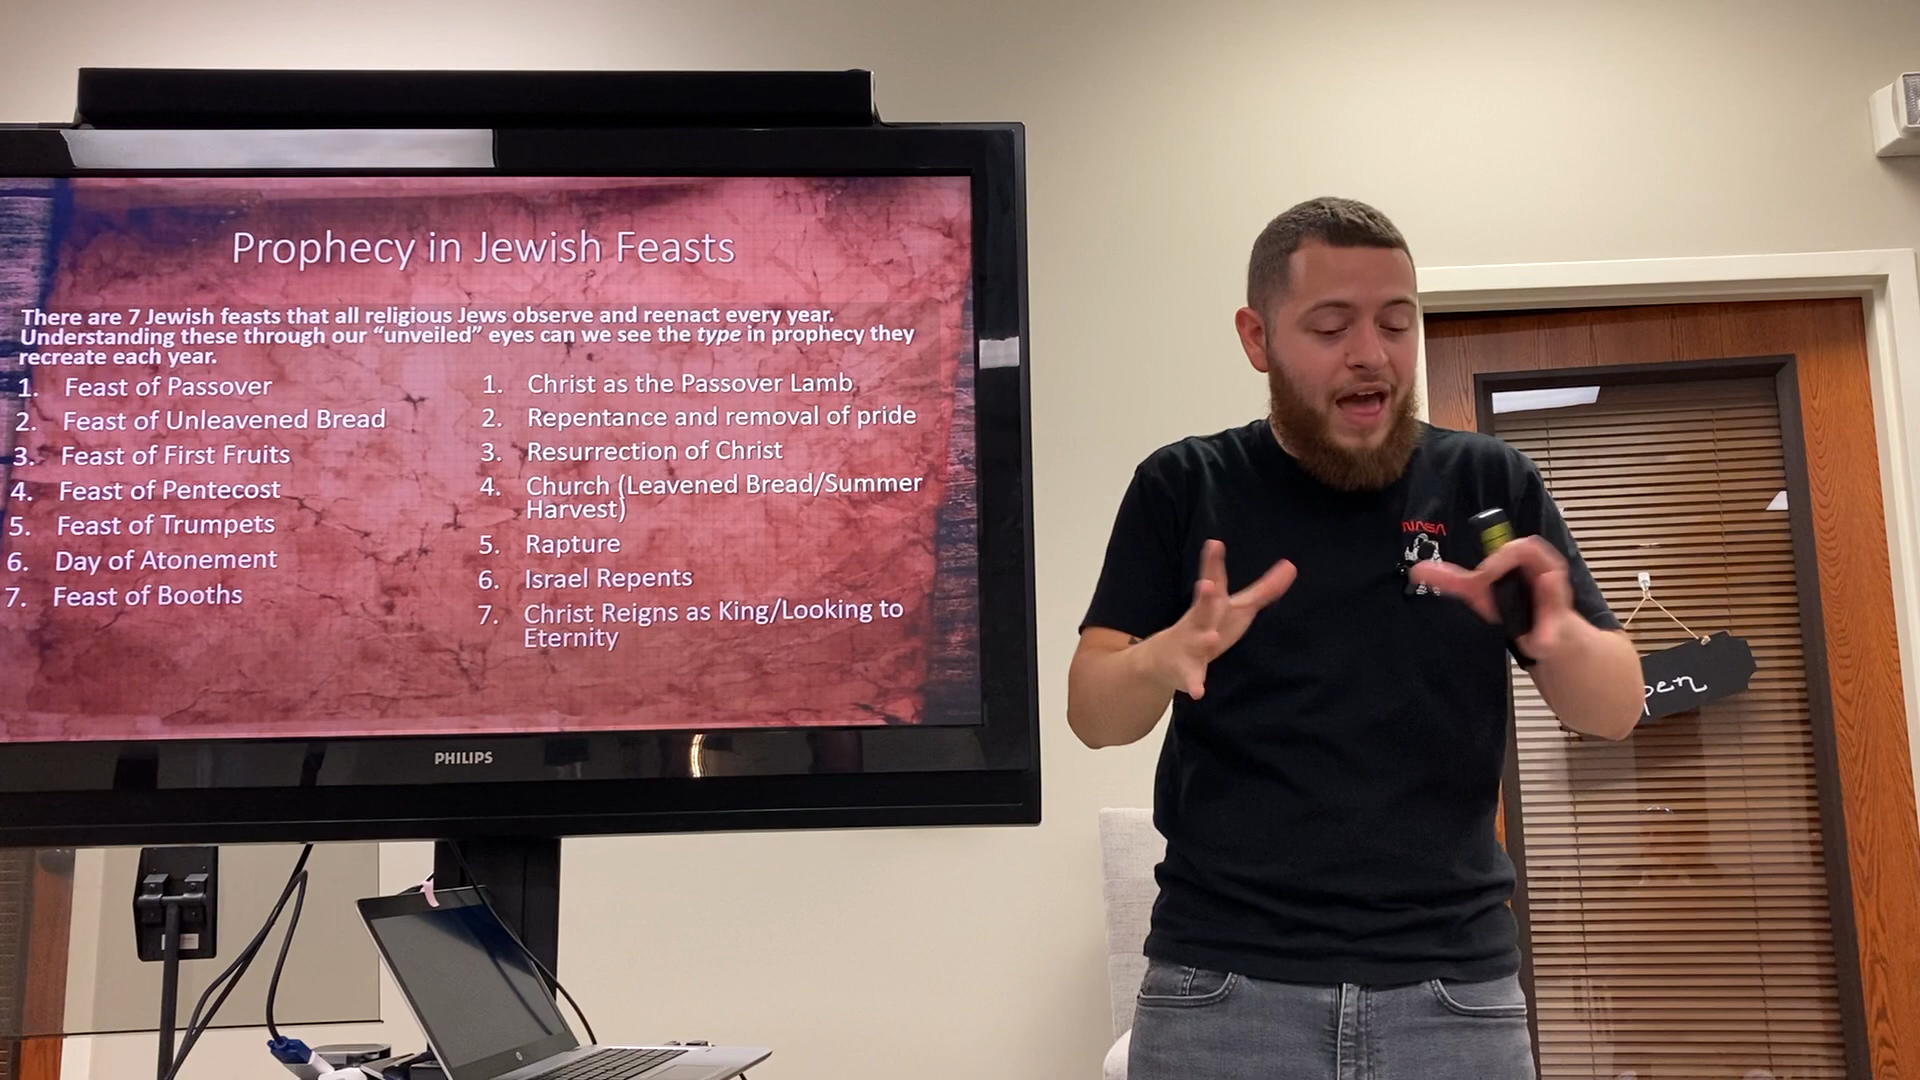 Prophecy in Jewish Feasts
There are 7 Jewish feasts that all religious Jews observe and reenact every year.
Understanding these through our “unveiled” eyes can we see the type in prophecy they
recreate each year.
1. Feast of Passover
2. Feast of Unleavened Bread
3. Feast of First Fruits
4. Feast of Pentecost
5. Feast of Trumpets
6. Day of Atonement
7. Feast of Booths
1. Christ as the Passover Lamb
2. Repentance and removal of pride
3. Resurrection of Christ
4. Church (Leavened Bread/Summer
Harvest)
5. Rapture
6. Israel Repents
7. Christ Reigns as King/Looking to
Eternity
PHILIPS
NASA
pen
hp